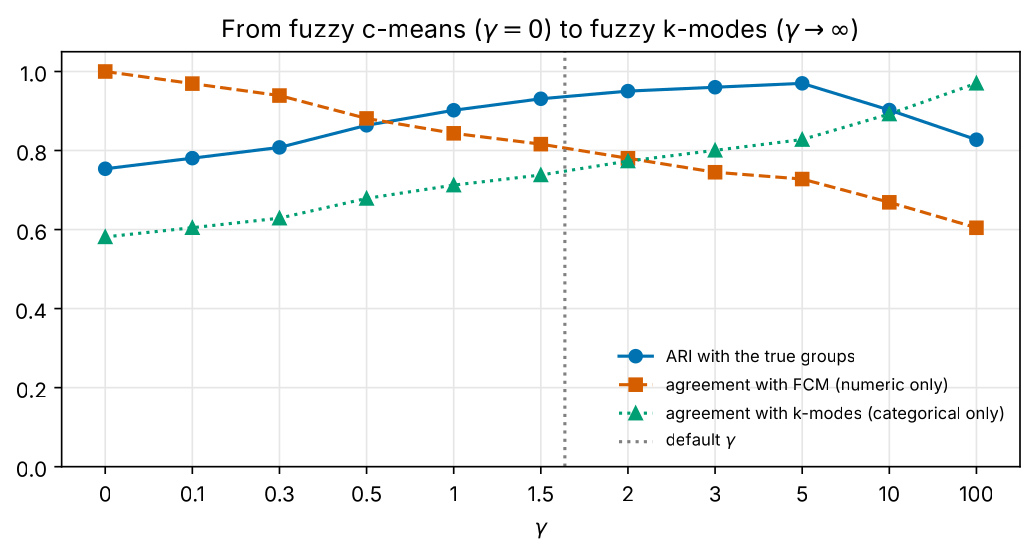 From fuzzy c-means (γ = 0) to fuzzy k-modes (γ → ∞)
1.0
0.8
0.6
0.4
0.2
0.0
ARI with the true groups
agreement with FCM (numeric only)
agreement with k-modes (categorical only)
default γ
0 0.1 0.3 0.5 1 1.5 2 3 5 10 100
γ